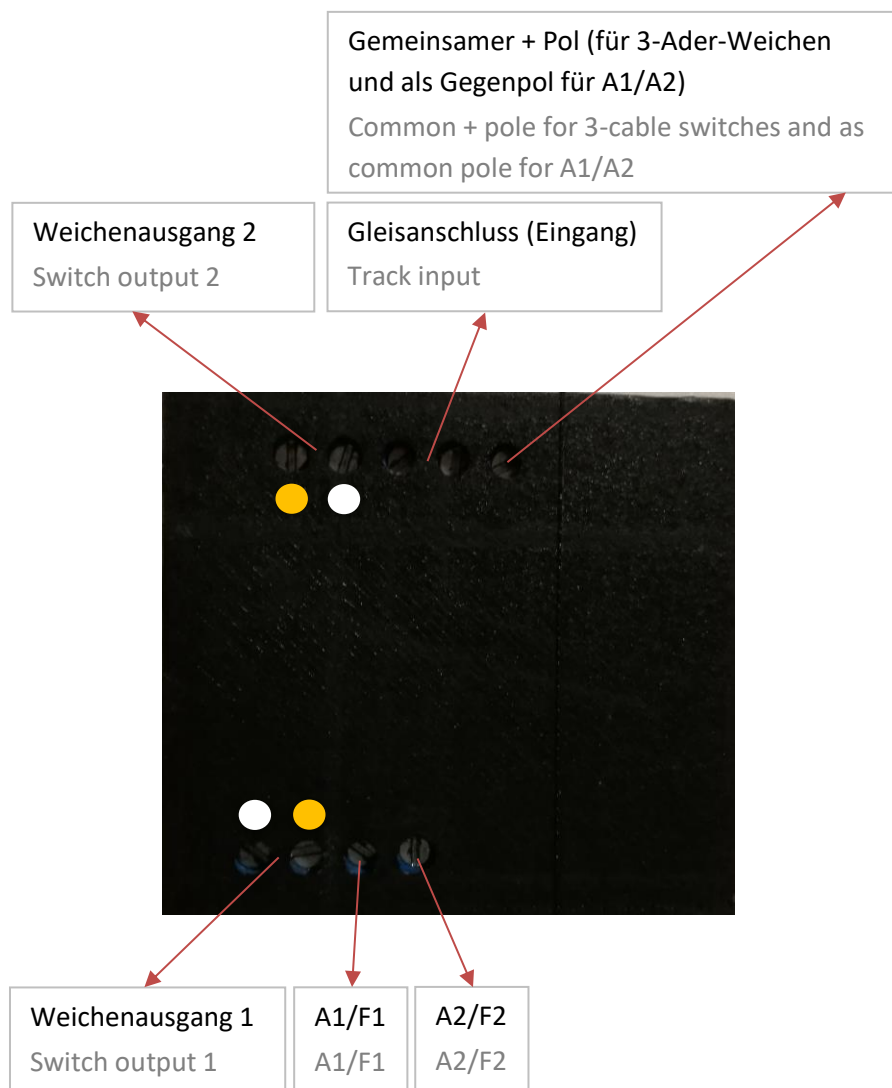 Gemeinsamer + Pol (für 3-Ader-Weichen
und als Gegenpol für A1/A2)
Common + pole for 3-cable switches and as
common pole for A1/A2
Weichenausgang 2
Switch output 2
Gleisanschluss (Eingang)
Track input
Weichenausgang 1
Switch output 1
A1/F1
A1/F1
A2/F2
A2/F2